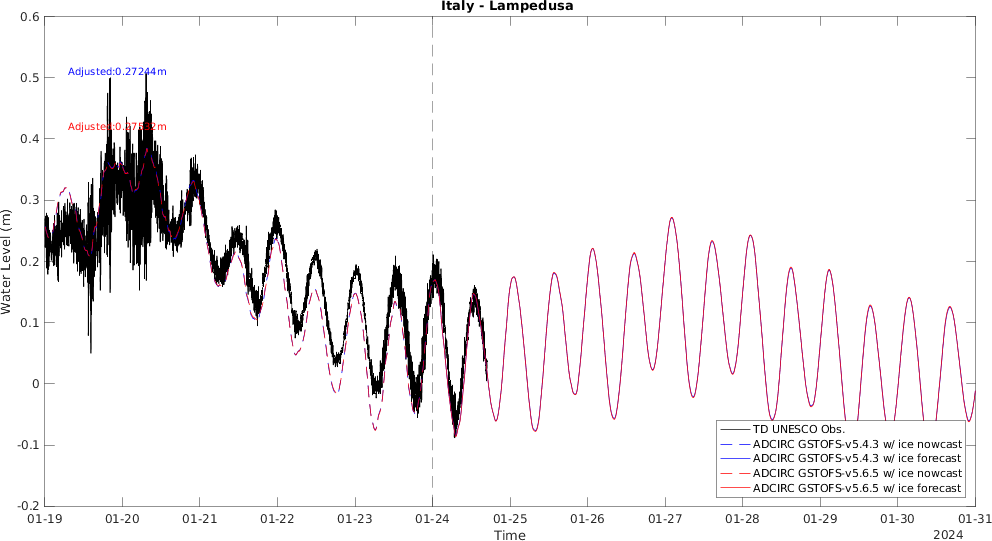 Italy - Lampedusa
Water Level (m)
0.6
0.5
0.4
0.3
0.2
0.1
0
-0.1
-0.2
Adjusted:0.27244m
01-19
01-20
01-21
01-22
01-23
01-24
01-25
01-26
01-27
01-28
01-29
01-30
01-31
Time
2024
TD UNESCO Obs.
ADCIRC GSTOFS-v5.4.3 w/ ice nowcast
ADCIRC GSTOFS-v5.4.3 w/ ice forecast
ADCIRC GSTOFS-v5.6.5 w/ ice nowcast
ADCIRC GSTOFS-v5.6.5 w/ ice forecast